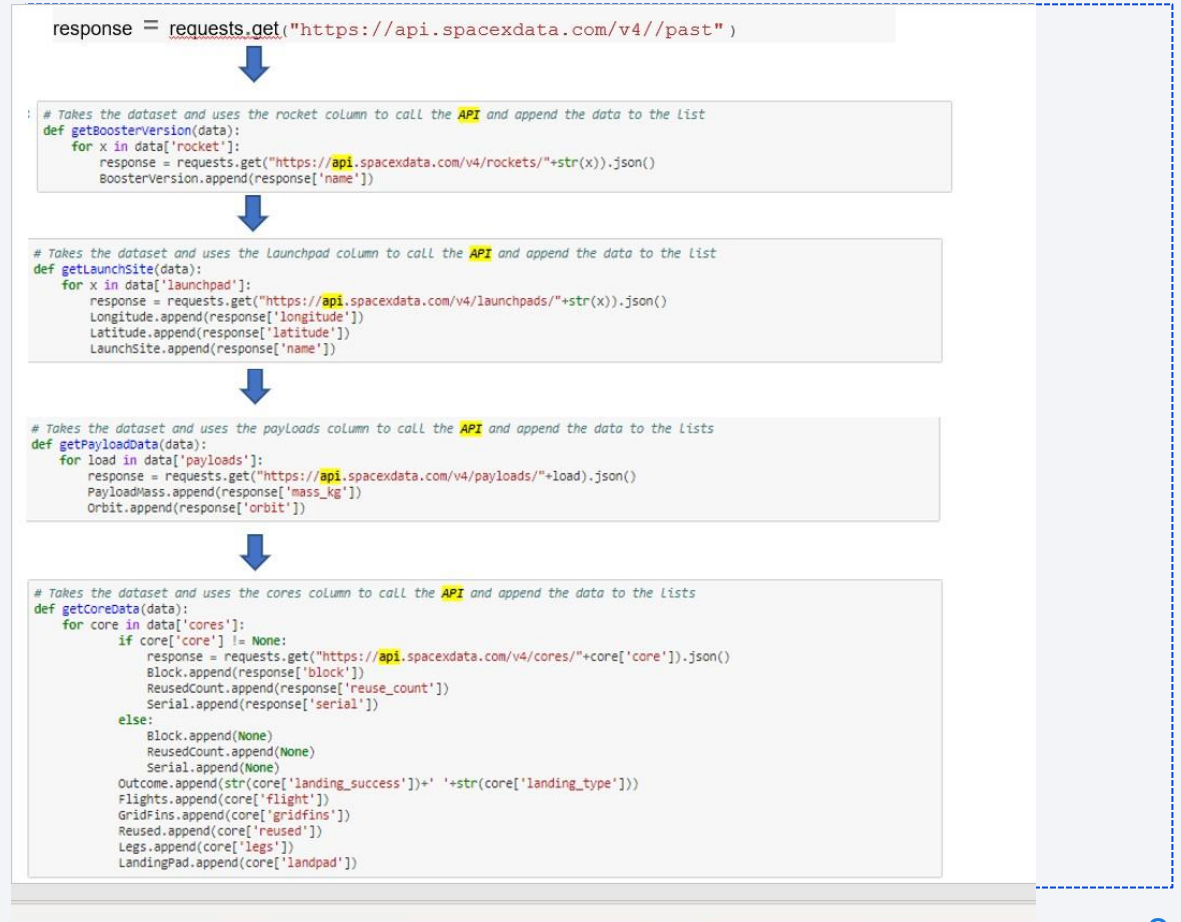 response = requests.get("https://api.spacexdata.com/v4//past")
# Takes the dataset and uses the rocket column to call the API and append the data to the list
def getBoosterVersion(data):
    for x in data['rocket']:
        response = requests.get("https://api.spacexdata.com/v4/rockets/"+str(x)).json()
        BoosterVersion.append(response['name'])
# Takes the dataset and uses the launchpad column to call the API and append the data to the list
def getLaunchSite(data):
    for x in data['launchpad']:
        response = requests.get("https://api.spacexdata.com/v4/launchpads/"+str(x)).json()
        Longitude.append(response['longitude'])
        Latitude.append(response['latitude'])
        LaunchSite.append(response['name'])
# Takes the dataset and uses the payloads column to call the API and append the data to the lists
def getPayloadData(data):
    for load in data['payloads']:
        response = requests.get("https://api.spacexdata.com/v4/payloads/"+load).json()
        PayloadMass.append(response['mass_kg'])
        Orbit.append(response['orbit'])
# Takes the dataset and uses the cores column to call the API and append the data to the lists
def getCoreData(data):
    for core in data['cores']:
            if core['core'] != None:
                response = requests.get("https://api.spacexdata.com/v4/cores/"+core['core']).json()
                Block.append(response['block'])
                ReusedCount.append(response['reuse_count'])
                Serial.append(response['serial'])
            else:
                Block.append(None)
                ReusedCount.append(None)
                Serial.append(None)
            Outcome.append(str(core['landing_success'])+' '+str(core['landing_type']))
            Flights.append(core['flight'])
            GridFins.append(core['gridfins'])
            Reused.append(core['reused'])
            Legs.append(core['legs'])
            LandingPad.append(core['landpad'])